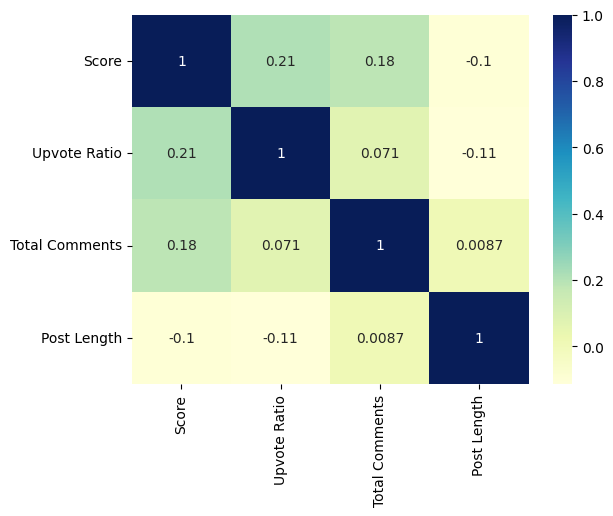 1.0
Score 1 0.21 0.18 -0.1
0.8
Upvote Ratio 0.21 1 0.071 -0.11
0.6
0.4
Total Comments 0.18 0.071 1 0.0087
0.2
Post Length -0.1 -0.11 0.0087 1
0.0
Score
Upvote Ratio
Total Comments
Post Length